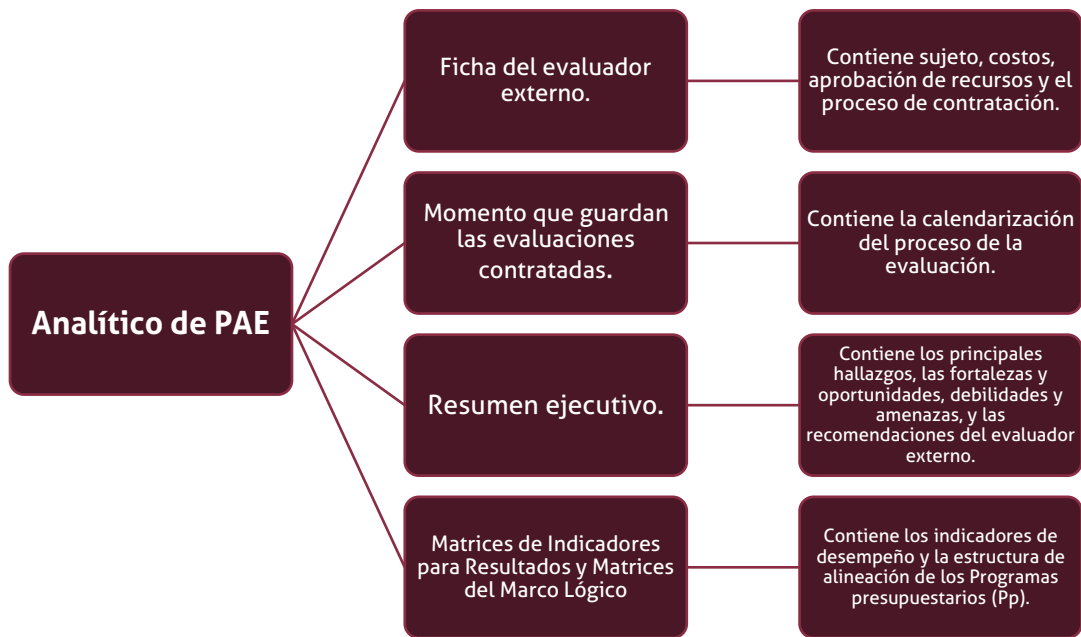 Analítico de PAE
Ficha del evaluador
externo.
Contiene sujeto, costos,
aprobación de recursos y el
proceso de contratación.
Momento que guardan
las evaluaciones
contratadas.
Contiene la calendarización
del proceso de la
evaluación.
Resumen ejecutivo.
Contiene los principales
hallazgos, las fortalezas y
oportunidades, debilidades y
amenazas, y las
recomendaciones del evaluador
externo.
Matrices de Indicadores
para Resultados y Matrices
del Marco Lógico
Contiene los indicadores de
desempeño y la estructura de
alineación de los Programas
presupuestarios (Pp).